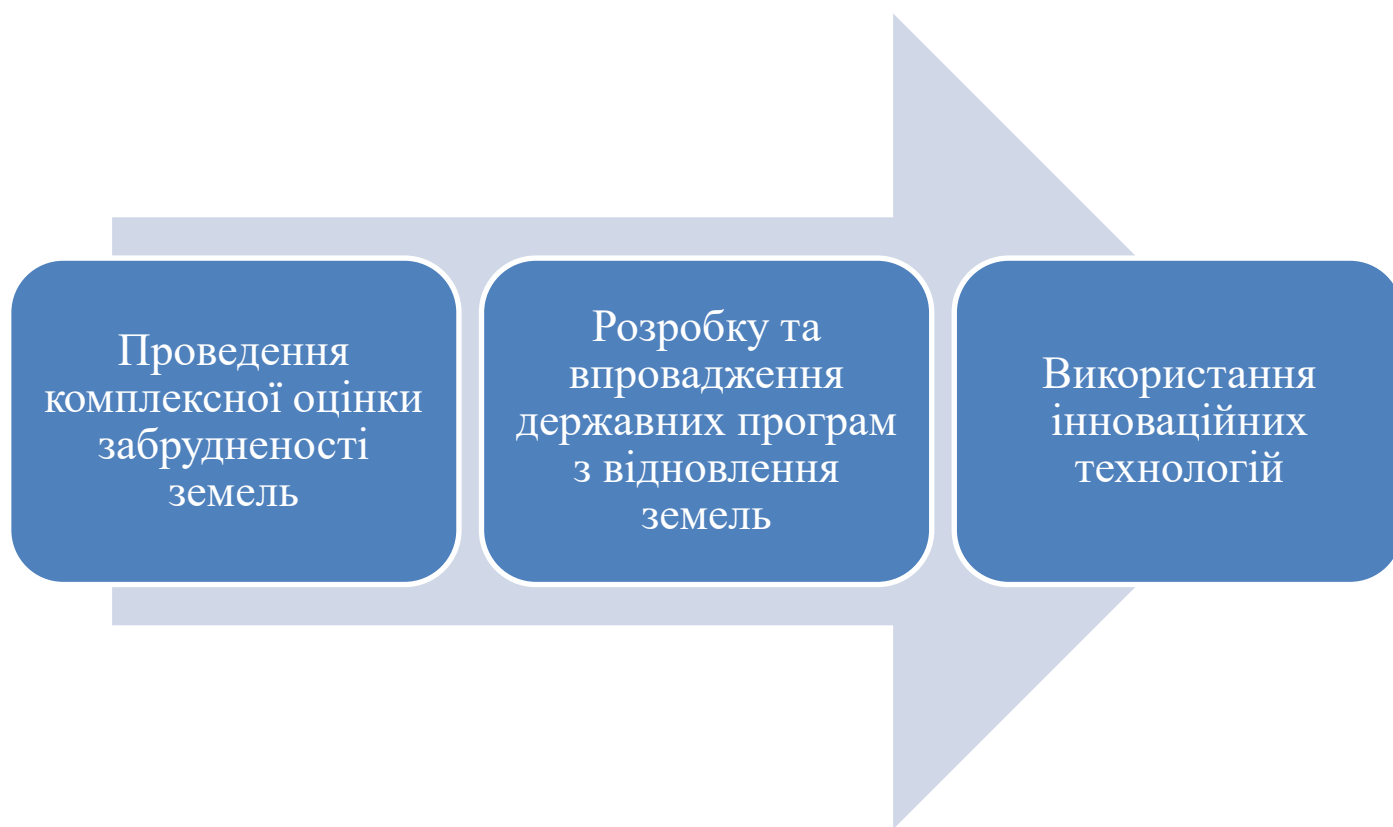 Проведення
комплексної оцінки
забрудненості
земель
Розробку та
впровадження
державних програм
з відновлення
земель
Використання
інноваційних
технологій